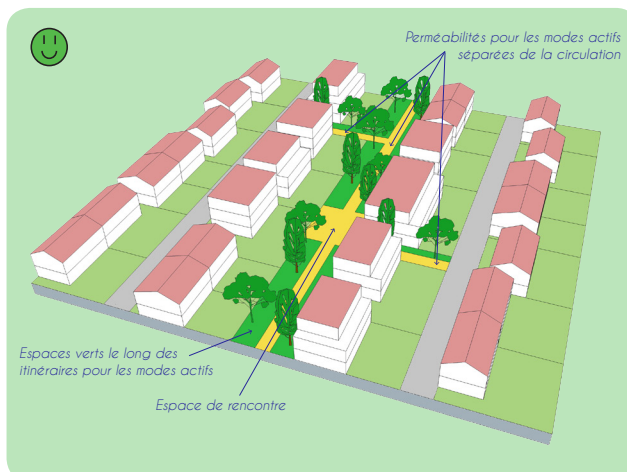 Perméabilités pour les modes actifs
séparées de la circulation
Espaces verts le long des
itinéraires pour les modes actifs
Espace de rencontre